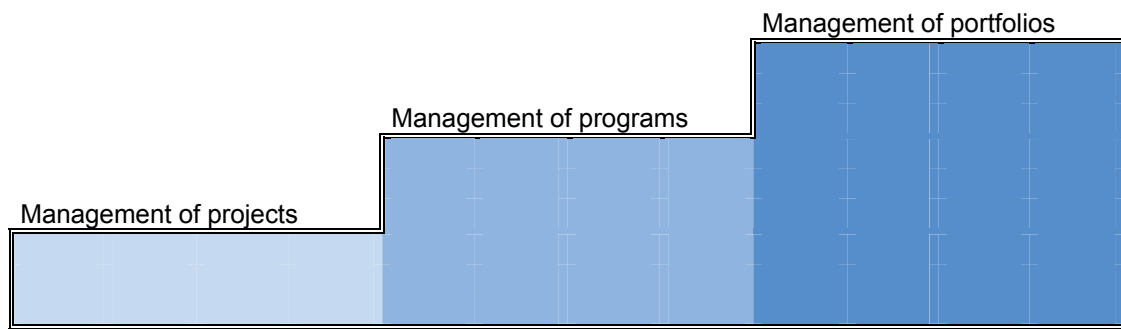 Management of portfolios
Management of programs
Management of projects